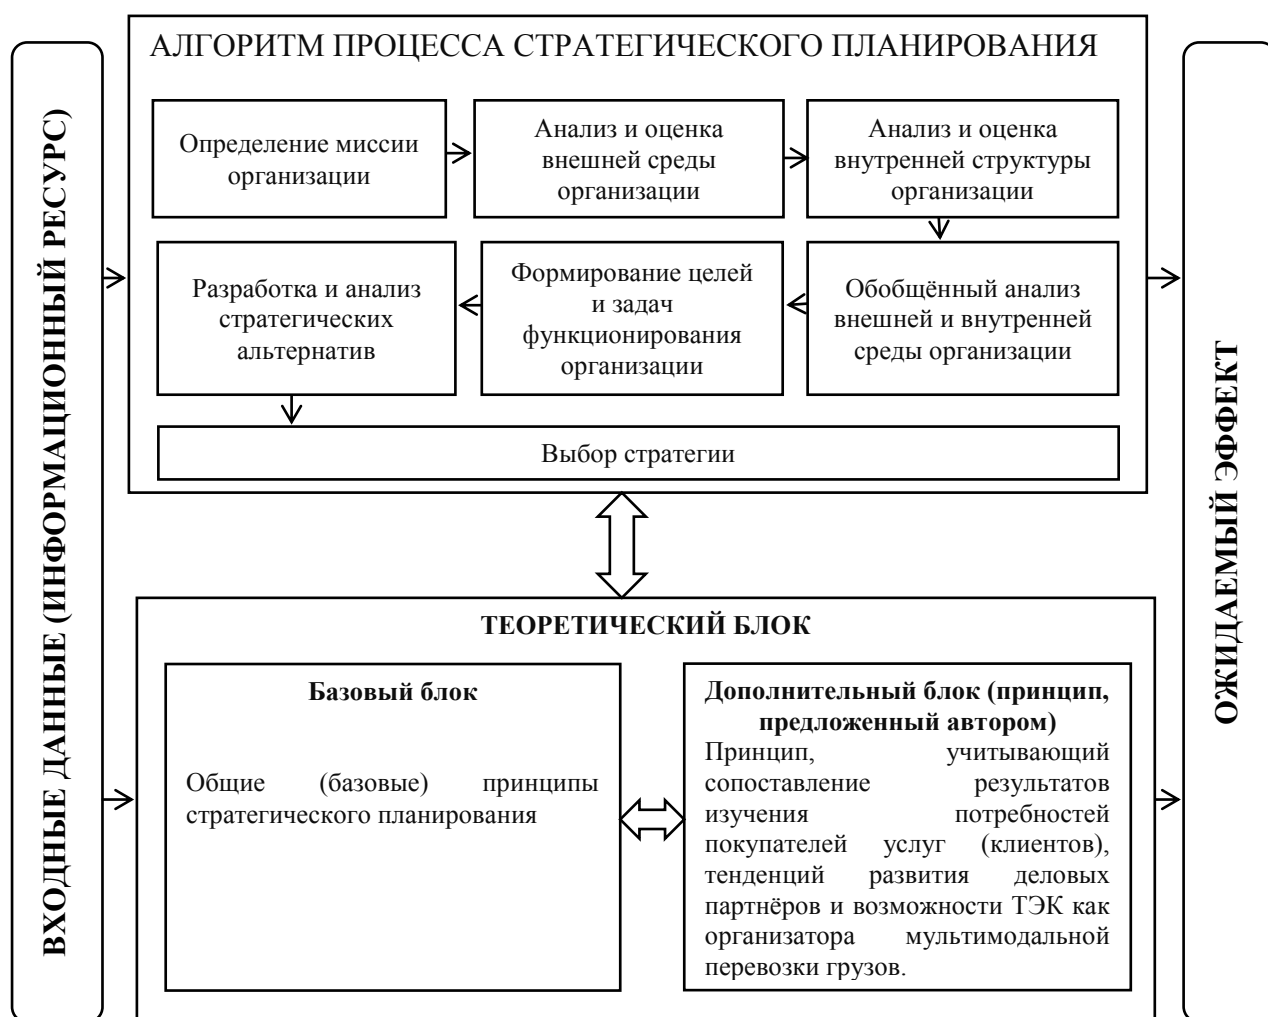 ВХОДНЫЕ ДАННЫЕ (ИНФОРМАЦИОННЫЙ РЕСУРС)
АЛГОРИТМ ПРОЦЕССА СТРАТЕГИЧЕСКОГО ПЛАНИРОВАНИЯ
Определение миссии
организации
Анализ и оценка
внешней среды
организации
Анализ и оценка
внутренней структуры
организации
Разработка и анализ
стратегических
альтернатив
Формирование целей
и задач
функционирования
организации
Обобщённый анализ
внешней и внутренней
среды организации
Выбор стратегии
ТЕОРЕТИЧЕСКИЙ БЛОК
Базовый блок
Общие (базовые) принципы
стратегического планирования
Дополнительный блок (принцип,
предложенный автором)
Принцип, учитывающий
сопоставление результатов
изучения потребностей
покупателей услуг (клиентов),
тенденций развития деловых
партнёров и возможности ТЭК как
организатора мультимодальной
перевозки грузов.
ОЖИДАЕМЫЙ ЭФФЕКТ